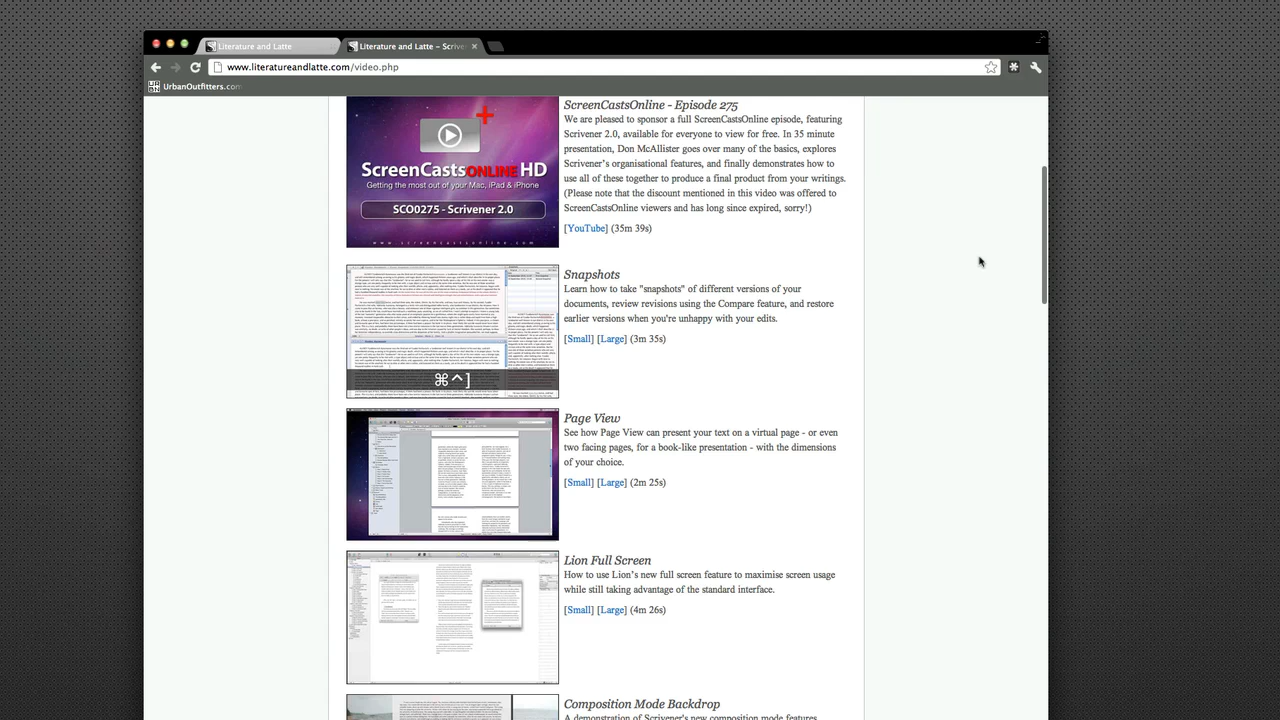 Literature and Latte
Literature and Latte – Scrive
www.literatureandlatte.com/video.php
UrbanOutfitters.com
ScreenCastsOnline - Episode 275
We are pleased to sponsor a full ScreenCastsOnline episode, featuring
Scrivener 2.0, available for everyone to view for free. In 35 minute
presentation, Don McAllister goes over many of the basics, explores
Scrivener's organisational features, and finally demonstrates how to
use all of these together to produce a final product from your writings.
(Please note that the discount mentioned in this video was offered to
ScreenCastsOnline viewers and has long since expired, sorry!)
[YouTube] (35m 39s)
ScreenCastsONLINE HD
Getting the most out of your Mac, iPad & iPhone
SCO0275 - Scrivener 2.0
www.screencastsonline.com
Snapshots
Learn how to take "snapshots" of different versions of your
documents, review revisions using the Compare feature, and restore
earlier versions when you're unhappy with your edits.
[Small] [Large] (3m 35s)
⌘^]
Page View
See how Page View can present your text on a virtual page - or even
two facing pages, for a book-like presentation - with the dimensions
of your choice.
[Small] [Large] (2m 25s)
Lion Full Screen
How to use Lion's new full screen feature to maximise screen usage
while still taking advantage of the standard interface.
[Small] [Large] (4m 26s)
Composition Mode Backdrop
A demonstration of Scrivener's new composition mode features